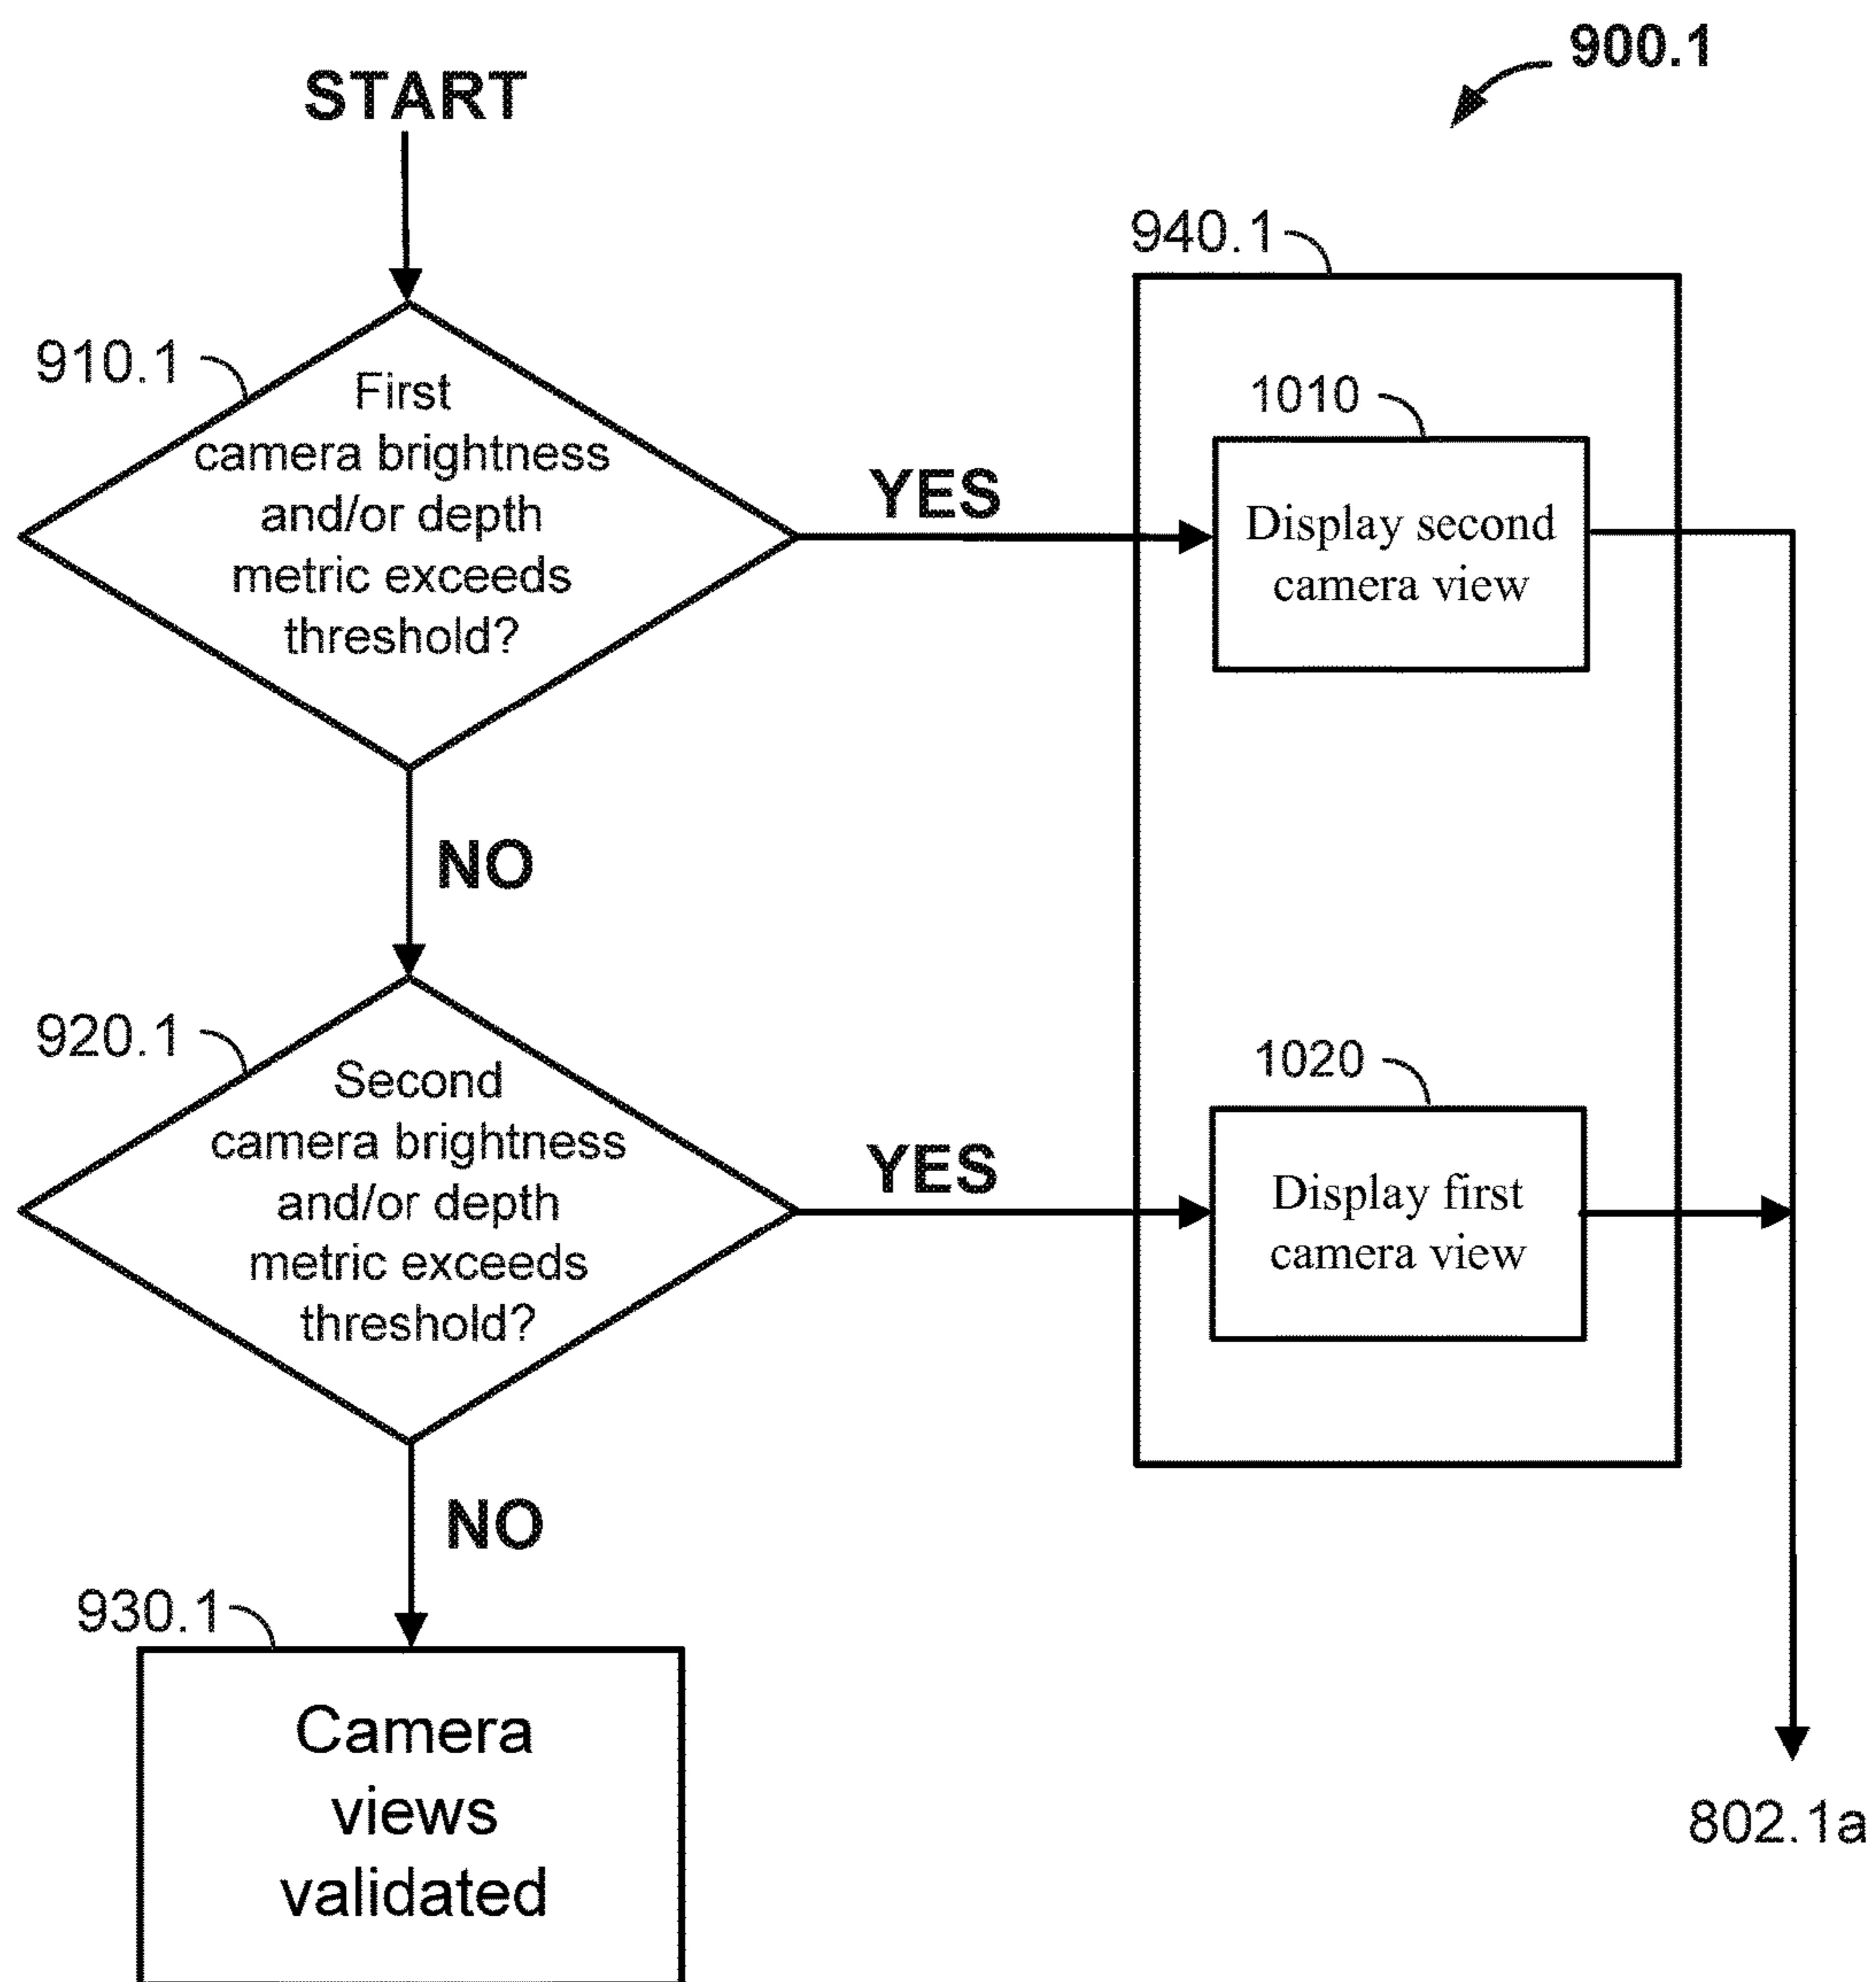 900.1
START
940.1
910.1
First
camera brightness
and/or depth
metric exceeds
threshold?
YES
1010
Display second
camera view
NO
920.1
Second
camera brightness
and/or depth
metric exceeds
threshold?
YES
1020
Display first
camera view
NO
930.1
Camera
views
validated
802.1a